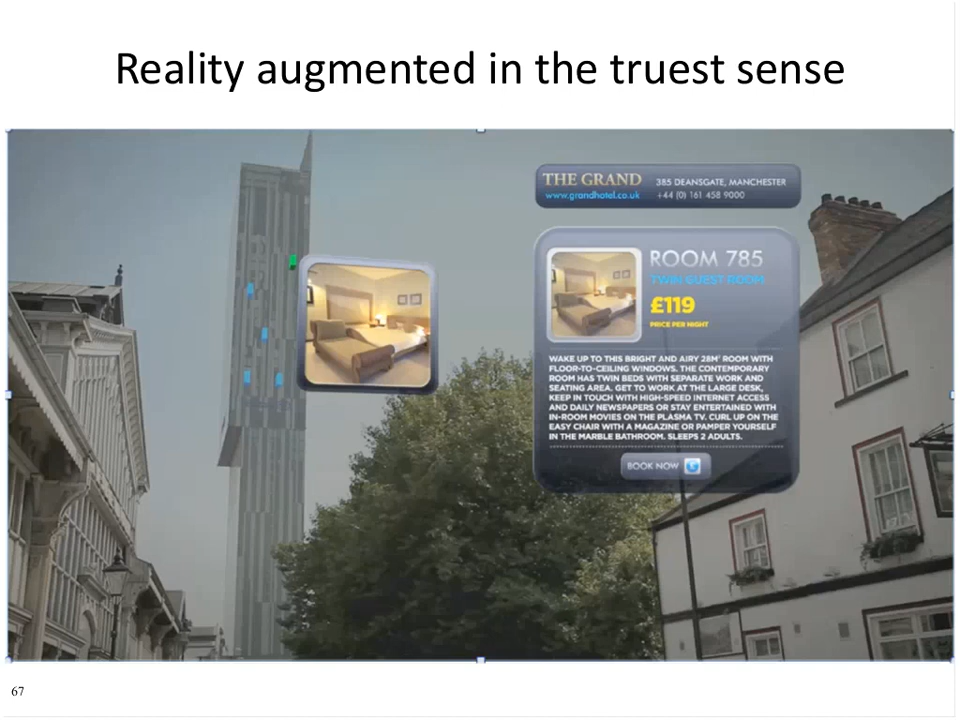 Reality augmented in the truest sense
THE GRAND
www.grandhotel.co.uk
385 DEANSGATE, MANCHESTER
+44 (0) 161 458 9000
ROOM 785
TWIN GUEST ROOM
£119
PRICE PER NIGHT
WAKE UP TO THIS BRIGHT AND AIRY 28M² ROOM WITH
FLOOR-TO-CEILING WINDOWS. THE CONTEMPORARY
ROOM HAS TWIN BEDS WITH SEPARATE WORK AND
SEATING AREA. GET TO WORK AT THE LARGE DESK,
KEEP IN TOUCH WITH HIGH-SPEED INTERNET ACCESS
AND DAILY NEWSPAPERS OR STAY ENTERTAINED WITH
IN-ROOM MOVIES ON THE PLASMA TV. CURL UP ON THE
EASY CHAIR WITH A MAGAZINE OR PAMPER YOURSELF
IN THE MARBLE BATHROOM. SLEEPS 2 ADULTS.
BOOK NOW £
67